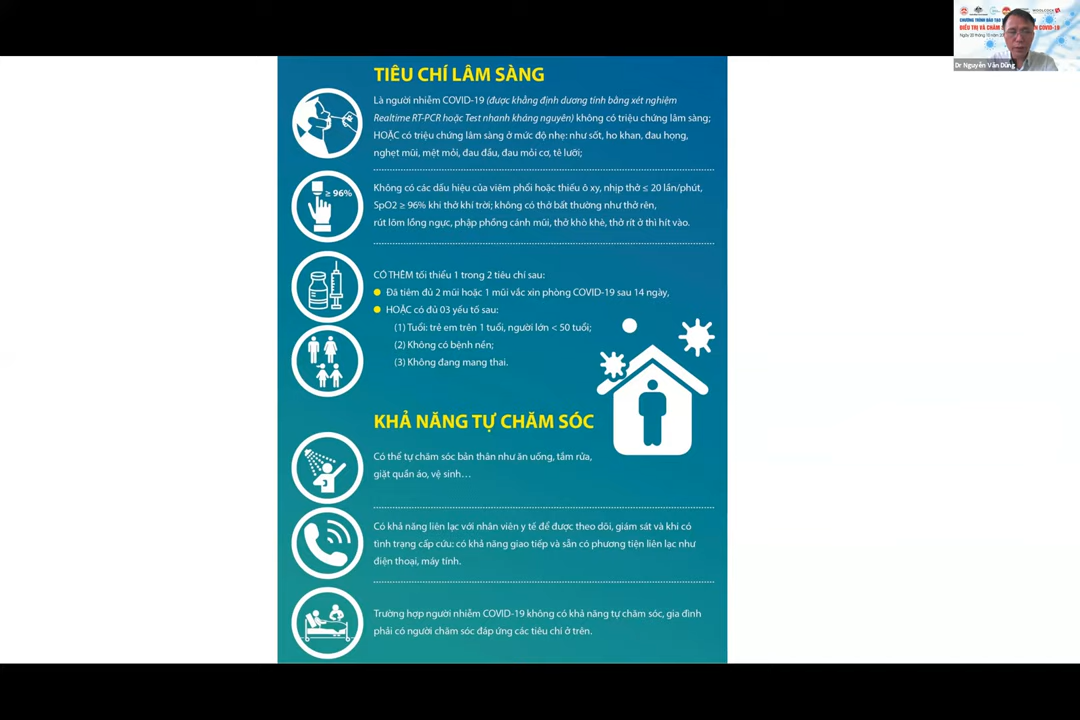 TIÊU CHÍ LÂM SÀNG
Là người nhiễm COVID-19 (được khẳng định dương tính bằng xét nghiệm
Realtime RT-PCR hoặc Test nhanh kháng nguyên) không có triệu chứng lâm sàng;
HOẶC có triệu chứng lâm sàng ở mức độ nhẹ: như sốt, ho khan, đau họng,
nghẹt mũi, mệt mỏi, đau đầu, đau mỏi cơ, tê lưỡi;
≥ 96%
Không có các dấu hiệu của viêm phổi hoặc thiếu ô xy, nhịp thở ≤ 20 lần/phút,
SpO2 ≥ 96% khi thở khí trời; không có thở bất thường như thở rên,
rút lõm lồng ngực, phập phồng cánh mũi, thở khò khè, thở rít ở thì hít vào.
CÓ THÊM tối thiểu 1 trong 2 tiêu chí sau:
Đã tiêm đủ 2 mũi hoặc 1 mũi vắc xin phòng COVID-19 sau 14 ngày,
HOẶC có đủ 03 yếu tố sau:
(1) Tuổi: trẻ em trên 1 tuổi, người lớn < 50 tuổi;
(2) Không có bệnh nền;
(3) Không đang mang thai.
KHẢ NĂNG TỰ CHĂM SÓC
Có thể tự chăm sóc bản thân như ăn uống, tắm rửa,
giặt quần áo, vệ sinh…
Có khả năng liên lạc với nhân viên y tế để được theo dõi, giám sát và khi có
tình trạng cấp cứu: có khả năng giao tiếp và sẵn có phương tiện liên lạc như
điện thoại, máy tính.
Trường hợp người nhiễm COVID-19 không có khả năng tự chăm sóc, gia đình
phải có người chăm sóc đáp ứng các tiêu chí ở trên.
WOOLCOCK
CHƯƠNG TRÌNH ĐÀO TẠO
ĐIỀU TRỊ VÀ CHĂM
COVID-19
Dr Nguyễn Văn Dũng